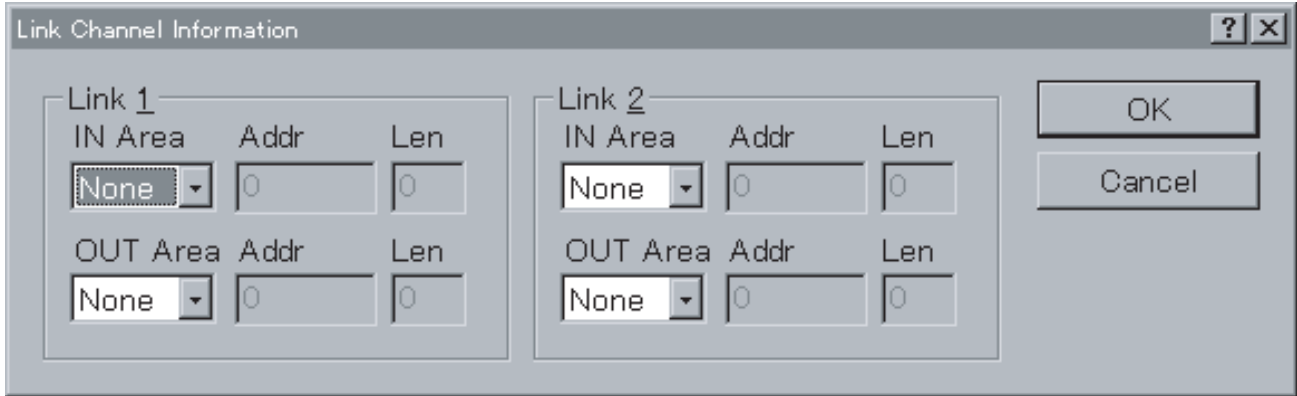 Link Channel Information ? ×
Link 1
IN Area Addr Len
None 0 0
OUT Area Addr Len
None 0 0
Link 2
IN Area Addr Len
None 0 0
OUT Area Addr Len
None 0 0
OK
Cancel